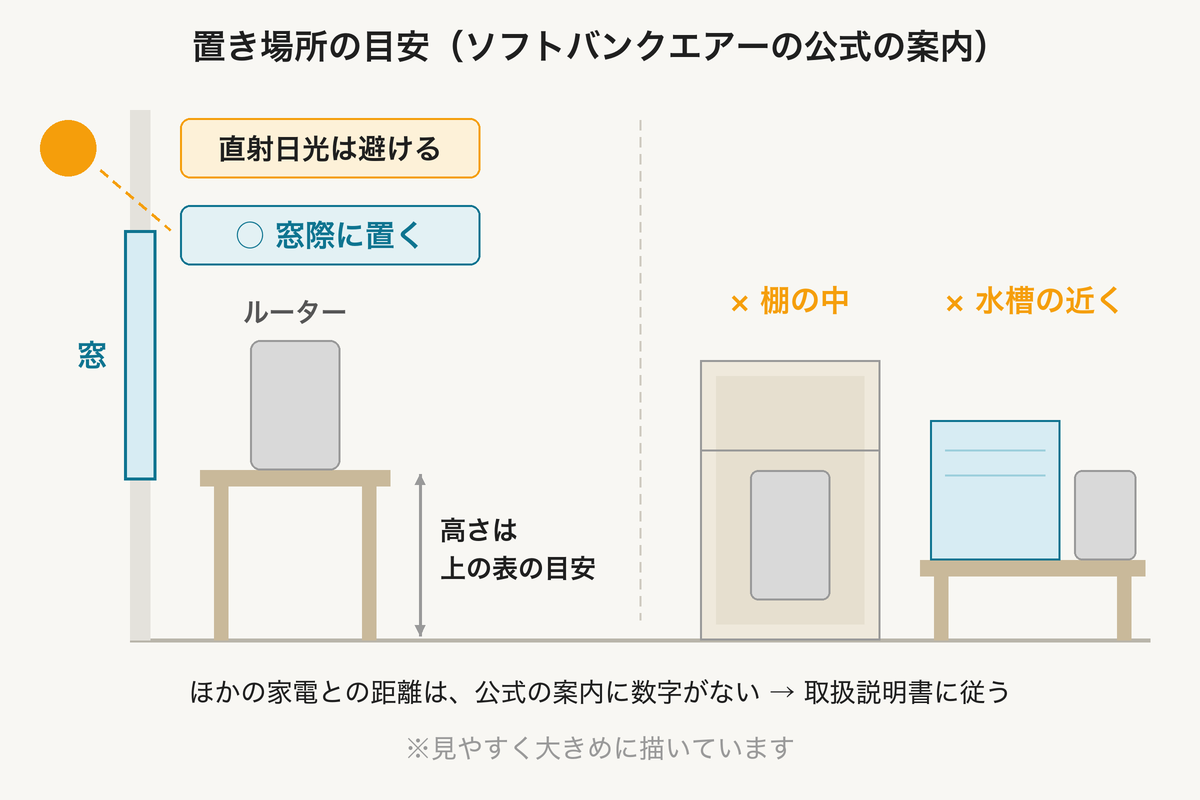 置き場所の目安（ソフトバンクエアーの公式の案内）
直射日光は避ける
○ 窓際に置く
ルーター
窓
高さは
上の表の目安
× 棚の中
× 水槽の近く
ほかの家電との距離は、公式の案内に数字がない → 取扱説明書に従う
※見やすく大きめに描いています